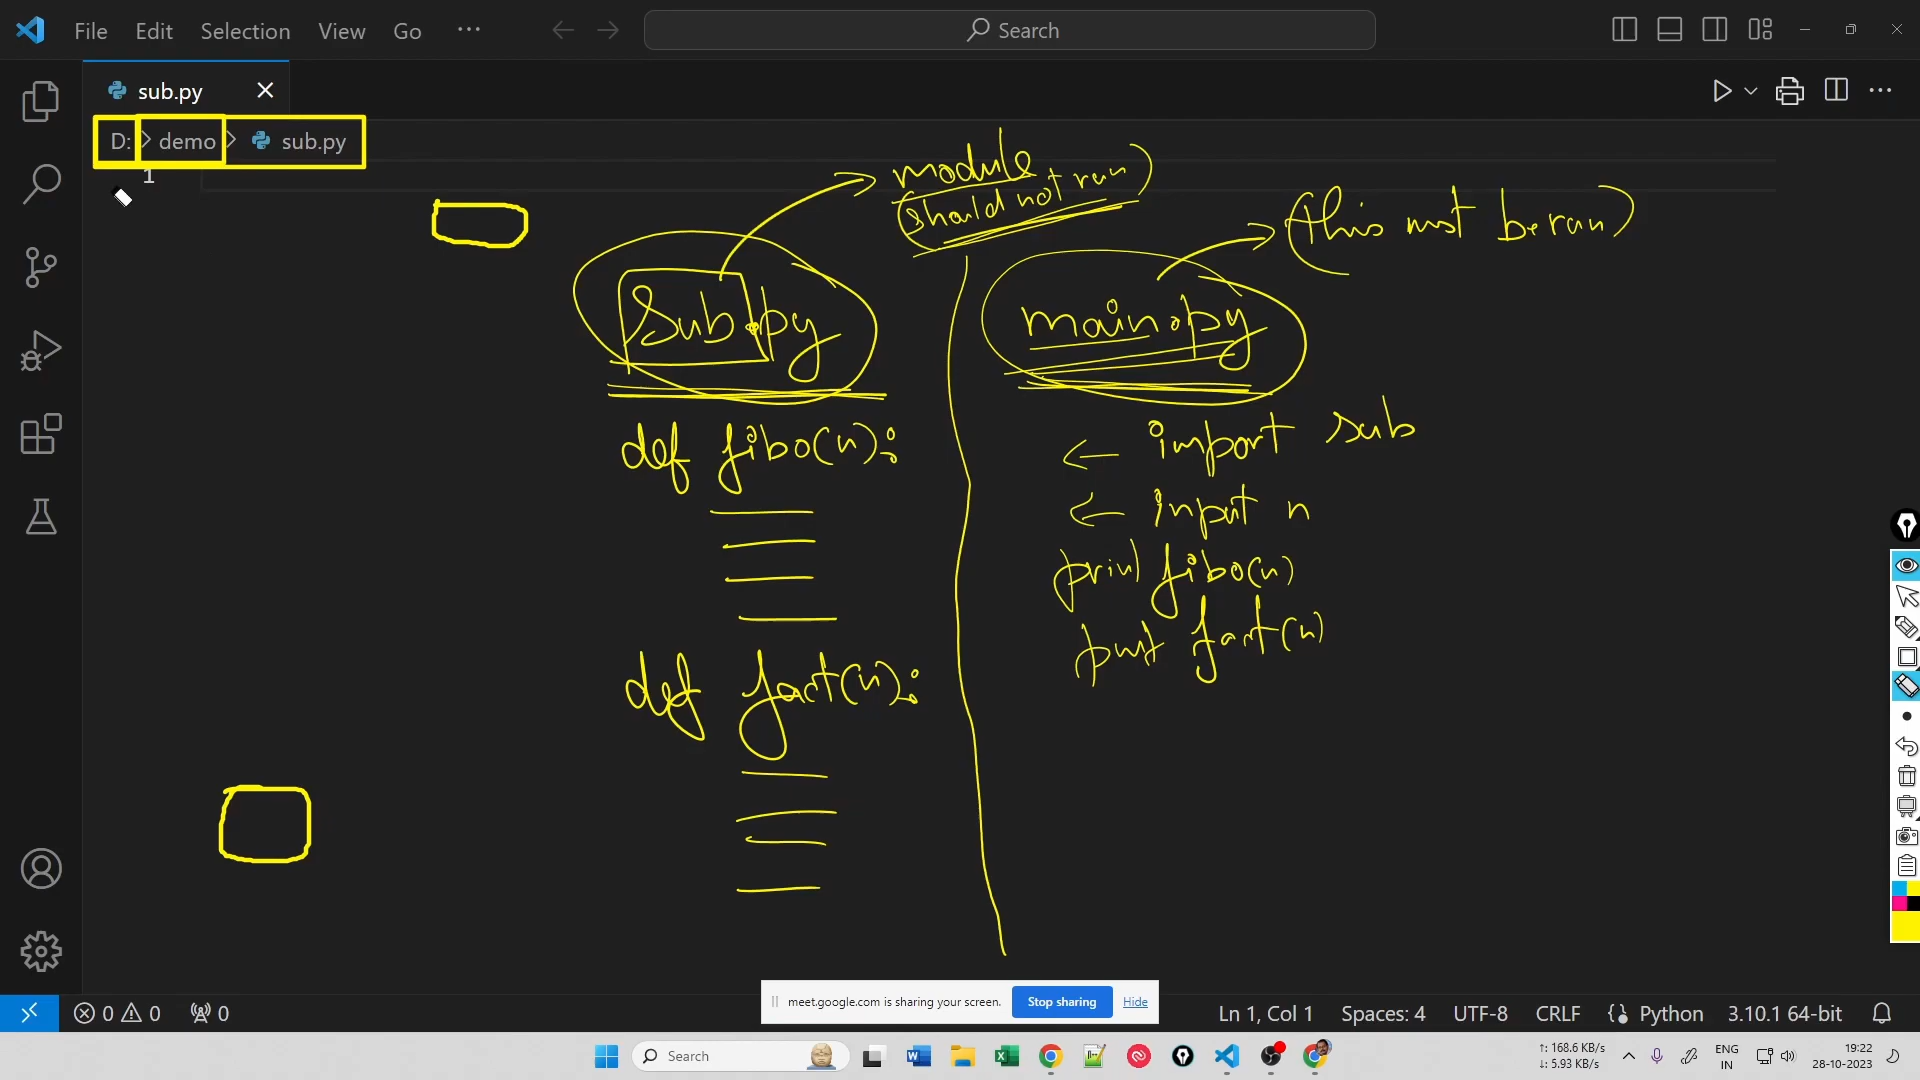 File Edit Selection View Go ... Search
sub.py
D: > demo > sub.py
1
module
(should not run)
(this mst be run)
Sub.py
main.py
def fibo(n):
← import sub
← input n
print fibo(n)
def fact(n):
print fact(n)
meet.google.com is sharing your screen. Stop sharing Hide
0 0 0 Ln 1, Col 1 Spaces: 4 UTF-8 CRLF Python 3.10.1 64-bit
Search
↑: 168.6 KB/s
↓: 5.93 KB/s
ENG
IN
19:22
28-10-2023